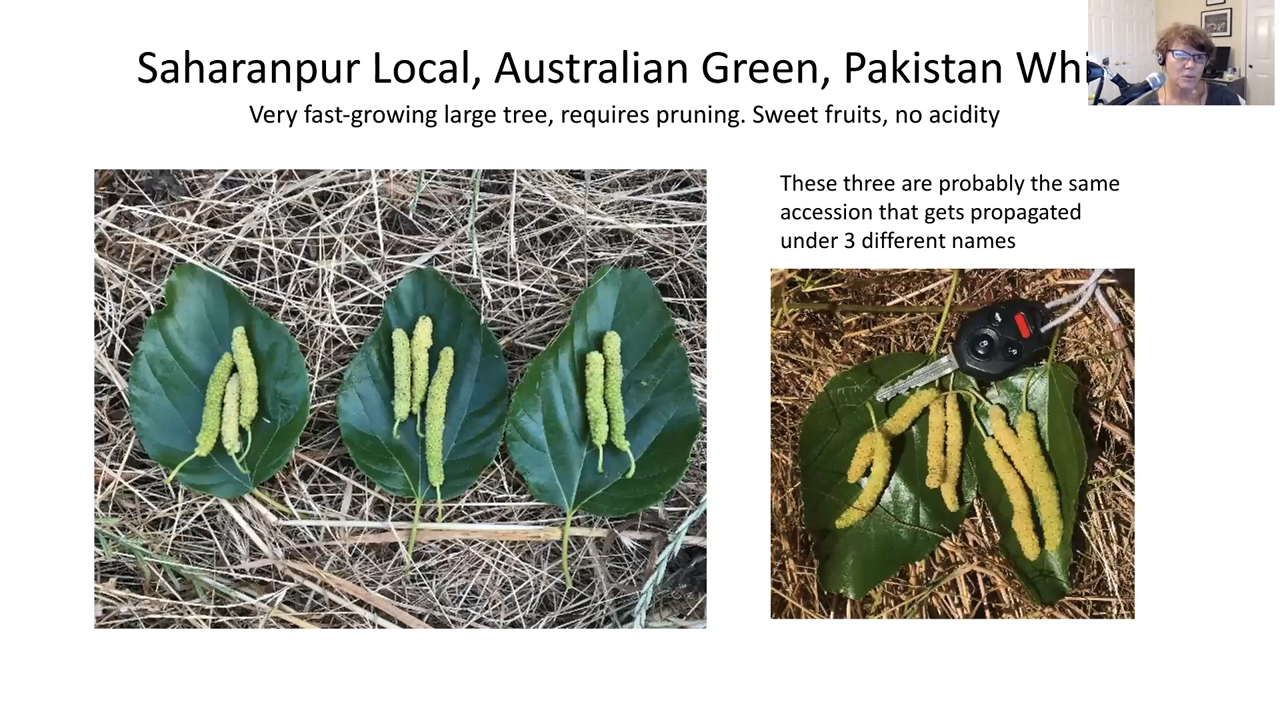 Saharanpur Local, Australian Green, Pakistan Whi
Very fast-growing large tree, requires pruning. Sweet fruits, no acidity
These three are probably the same
accession that gets propagated
under 3 different names